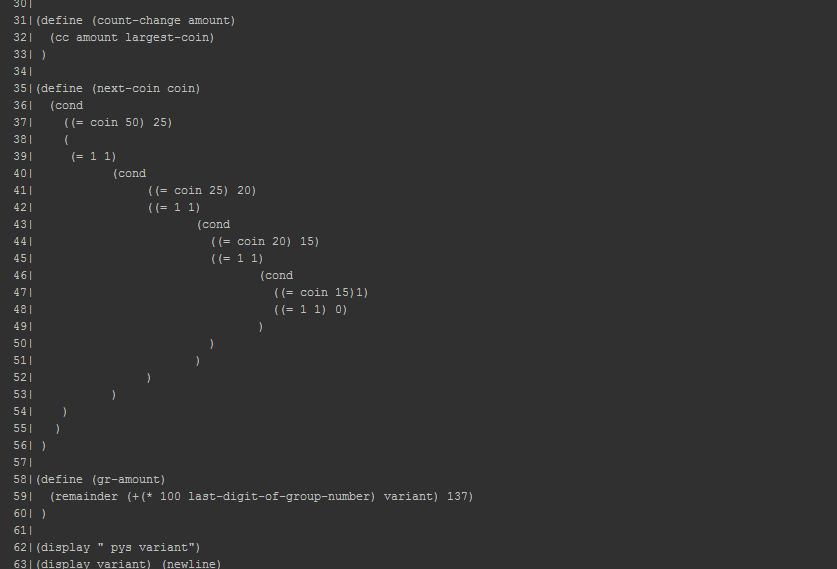 30|
31|(define (count-change amount)
32|  (cc amount largest-coin)
33| )
34|
35|(define (next-coin coin)
36|  (cond
37|    ((= coin 50) 25)
38|    (
39|     (= 1 1)
40|           (cond
41|                ((= coin 25) 20)
42|                ((= 1 1)
43|                       (cond
44|                         ((= coin 20) 15)
45|                         ((= 1 1)
46|                                (cond
47|                                  ((= coin 15)1)
48|                                  ((= 1 1) 0)
49|                                )
50|                         )
51|                       )
52|                )
53|           )
54|    )
55|   )
56| )
57|
58|(define (gr-amount)
59|  (remainder (+(* 100 last-digit-of-group-number) variant) 137)
60| )
61|
62|(display " pys variant")
63|(display variant) (newline)